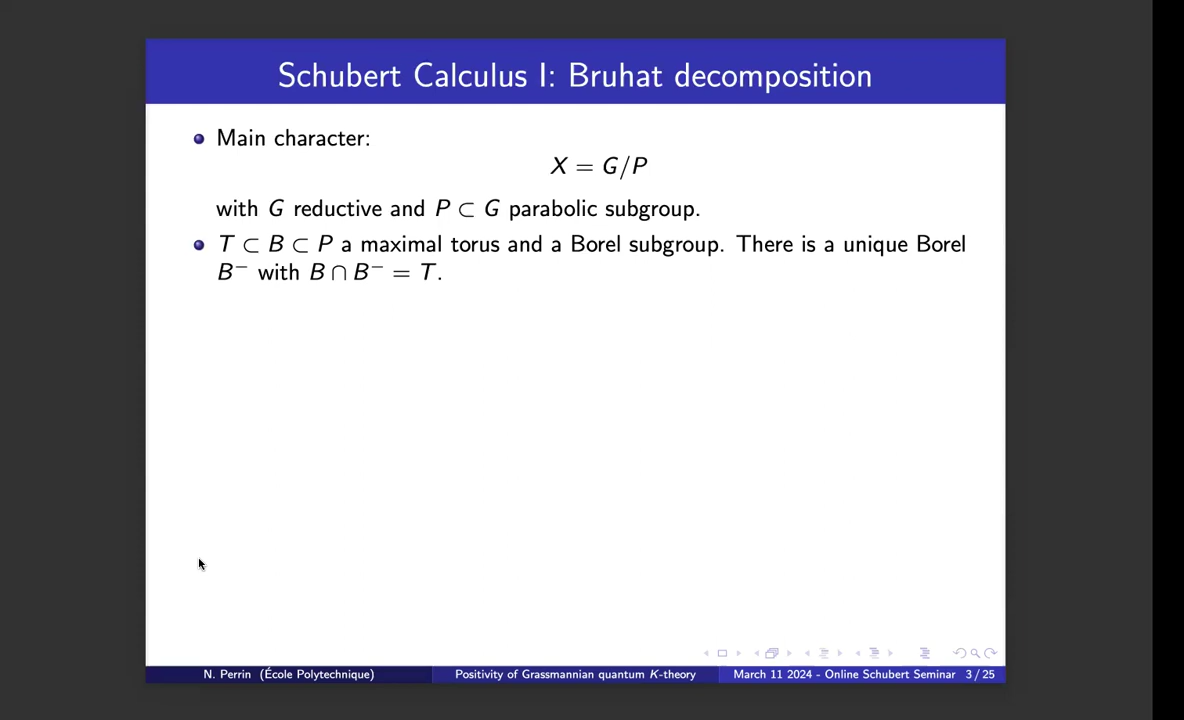 Schubert Calculus I: Bruhat decomposition
Main character:
X = G/P
with G reductive and P ⊂ G parabolic subgroup.
T ⊂ B ⊂ P a maximal torus and a Borel subgroup. There is a unique Borel
B⁻ with B ∩ B⁻ = T.
N. Perrin (École Polytechnique) Positivity of Grassmannian quantum K-theory March 11 2024 - Online Schubert Seminar 3 / 25